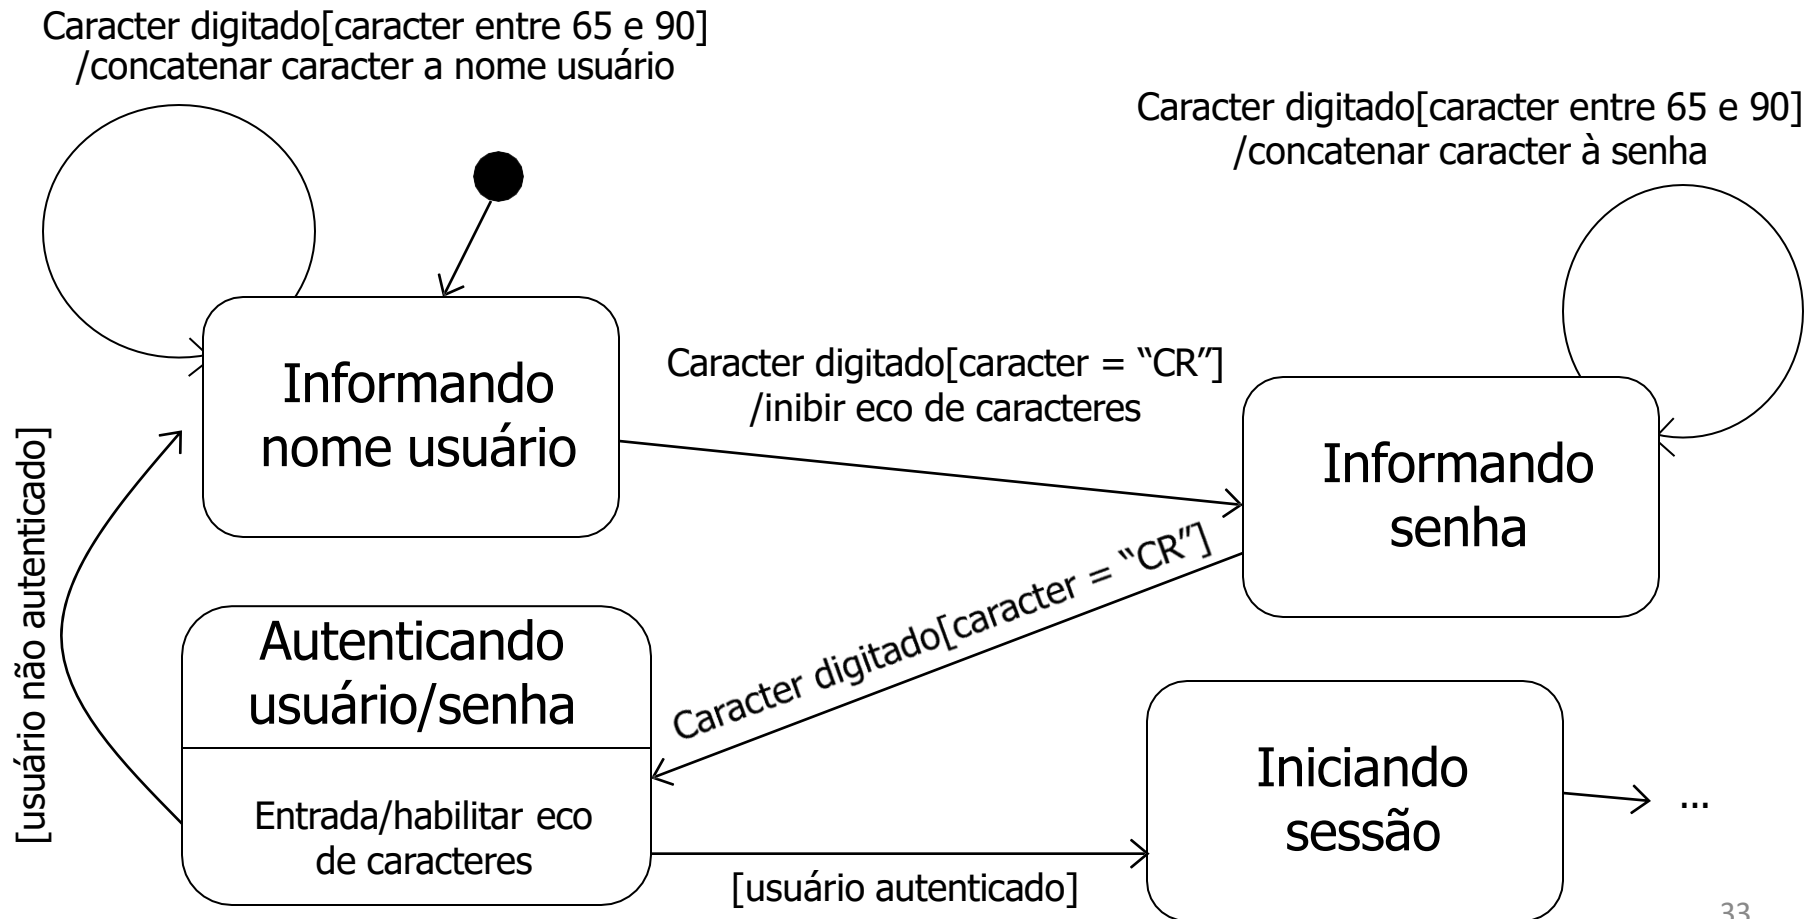 Caracter digitado[caracter entre 65 e 90]
/concatenar caracter a nome usuário
Caracter digitado[caracter entre 65 e 90]
/concatenar caracter à senha
Informando
nome usuário
Caracter digitado[caracter = “CR”]
/inibir eco de caracteres
Informando
senha
[usuário não autenticado]
Caracter digitado[caracter = “CR”]
Autenticando
usuário/senha
Entrada/habilitar eco
de caracteres
[usuário autenticado]
Iniciando
sessão
...
33